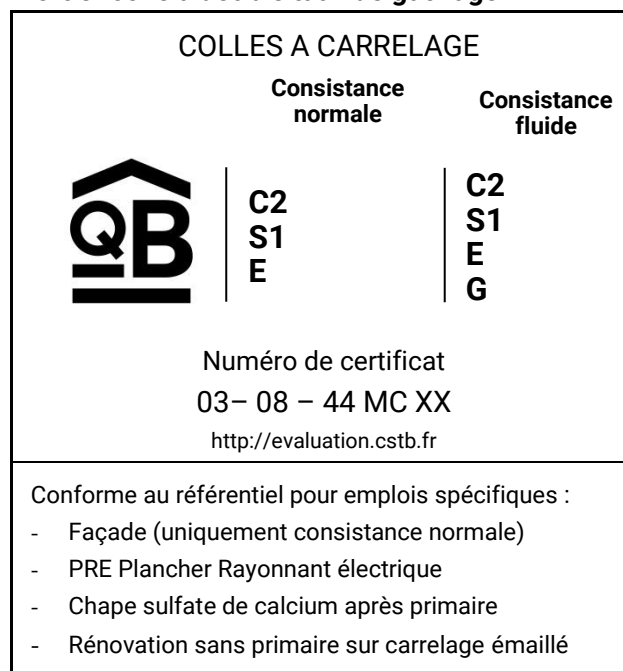 COLLES A CARRELAGE
Consistance
normale
Consistance
fluide
QB
C2
S1
E
C2
S1
E
G
Numéro de certificat
03– 08 – 44 MC XX
http://evaluation.cstb.fr
Conforme au référentiel pour emplois spécifiques :
- Façade (uniquement consistance normale)
- PRE Plancher Rayonnant électrique
- Chape sulfate de calcium après primaire
- Rénovation sans primaire sur carrelage émaillé